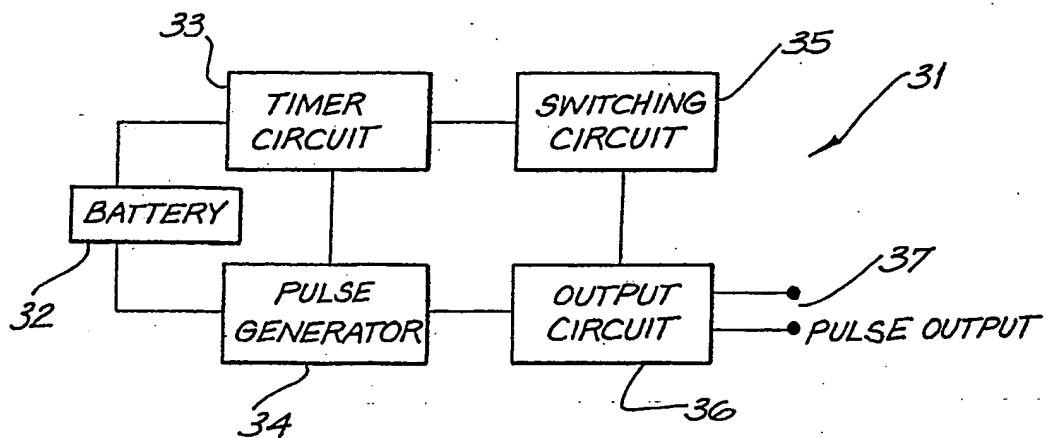 33
35
31
TIMER
CIRCUIT
SWITCHING
CIRCUIT
BATTERY
32
PULSE
GENERATOR
OUTPUT
CIRCUIT
37
PULSE OUTPUT
34
36